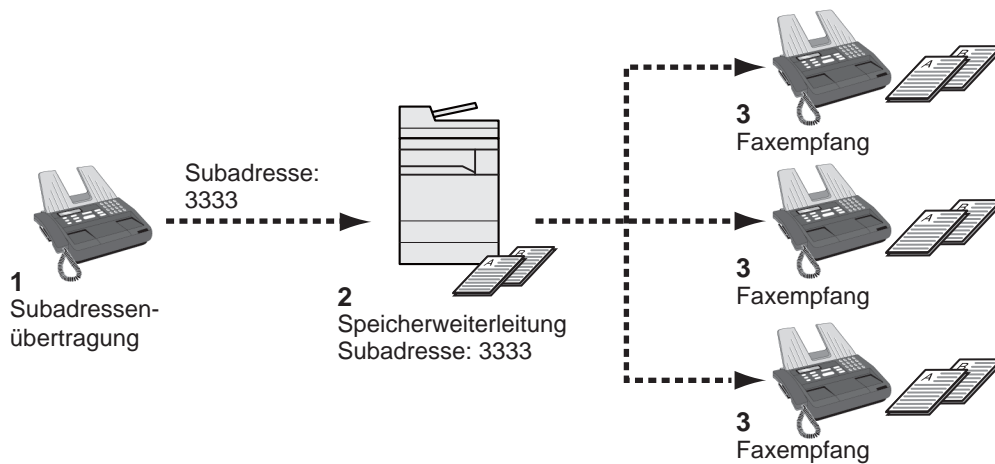 Subadresse:
3333
1
Subadressen-
übertragung
2
Speicherweiterleitung
Subadresse: 3333
A
B
3
Faxempfang
A
B
3
Faxempfang
A
B
3
Faxempfang
A
B